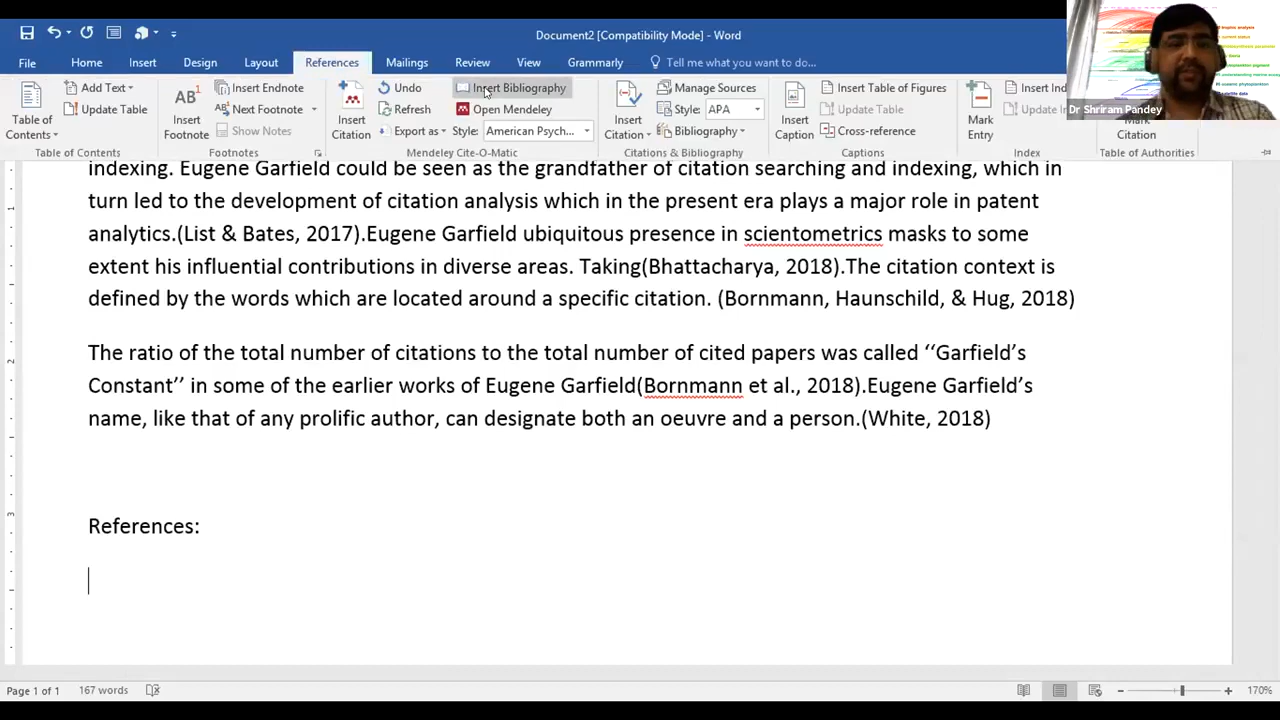 Document2 [Compatibility Mode] - Word
File Home Insert Design Layout References Mailings Review Grammarly Tell me what you want to do...
Add Text
Update Table
Table of
Contents
Table of Contents
AB
Insert
Footnote
Insert Endnote
Next Footnote
Show Notes
Footnotes
Insert
Citation
Export as
Insert Bibliography
Open
Style: American Psych...
Mendeley Cite-O-Matic
Insert
Citation
Manage Sources
Style: APA
Bibliography
Citations & Bibliography
Insert
Caption
Insert Table of Figures
Update Table
Cross-reference
Captions
Mark
Entry
Insert
Update
Index
Mark
Citation
Table of Authorities
Dr Shriram Pandey
indexing. Eugene Garfield could be seen as the grandfather of citation searching and indexing, which in
turn led to the development of citation analysis which in the present era plays a major role in patent
analytics.(List & Bates, 2017).Eugene Garfield ubiquitous presence in scientometrics masks to some
extent his influential contributions in diverse areas. Taking(Bhattacharya, 2018).The citation context is
defined by the words which are located around a specific citation. (Bornmann, Haunschild, & Hug, 2018)
The ratio of the total number of citations to the total number of cited papers was called ‘‘Garfield’s
Constant’’ in some of the earlier works of Eugene Garfield(Bornmann et al., 2018).Eugene Garfield’s
name, like that of any prolific author, can designate both an oeuvre and a person.(White, 2018)
References:
1
2
3
Page 1 of 1 167 words 170%